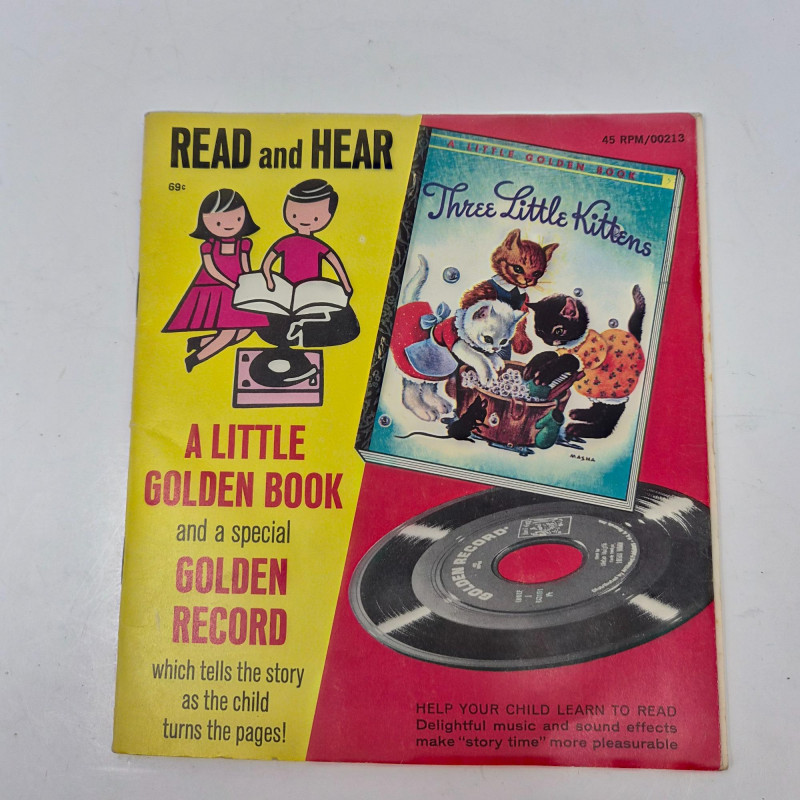 READ and HEAR
69¢
A LITTLE
GOLDEN BOOK
and a special
GOLDEN
RECORD
which tells the story
as the child
turns the pages!
45 RPM/00213
A LITTLE GOLDEN BOOK
Three Little Kittens
MASHA
GOLDEN RECORD
HELP YOUR CHILD LEARN TO READ
Delightful music and sound effects
make "story time" more pleasurable